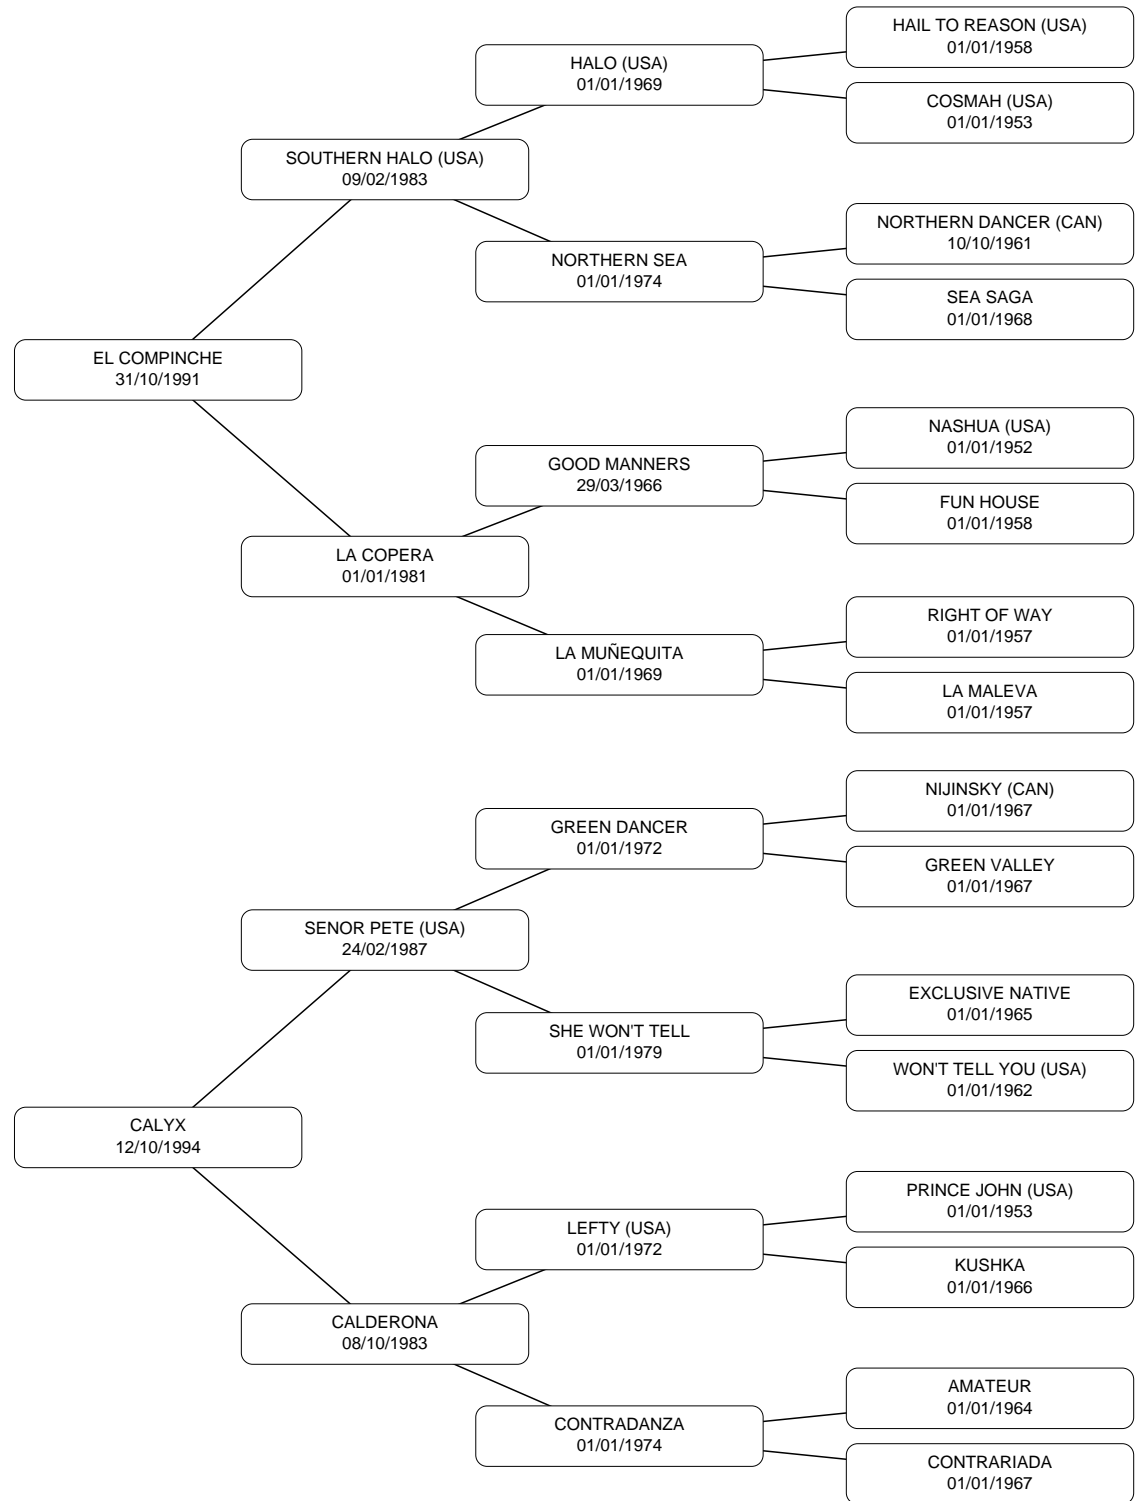 HAIL TO REASON (USA)
01/01/1958
HALO (USA)
01/01/1969
COSMAH (USA)
01/01/1953
SOUTHERN HALO (USA)
09/02/1983
NORTHERN DANCER (CAN)
10/10/1961
NORTHERN SEA
01/01/1974
SEA SAGA
01/01/1968
EL COMPINCHE
31/10/1991
NASHUA (USA)
01/01/1952
GOOD MANNERS
29/03/1966
FUN HOUSE
01/01/1958
LA COPERA
01/01/1981
RIGHT OF WAY
01/01/1957
LA MUÑEQUITA
01/01/1969
LA MALEVA
01/01/1957
NIJINSKY (CAN)
01/01/1967
GREEN DANCER
01/01/1972
GREEN VALLEY
01/01/1967
SENOR PETE (USA)
24/02/1987
EXCLUSIVE NATIVE
01/01/1965
SHE WON'T TELL
01/01/1979
WON'T TELL YOU (USA)
01/01/1962
CALYX
12/10/1994
PRINCE JOHN (USA)
01/01/1953
LEFTY (USA)
01/01/1972
KUSHKA
01/01/1966
CALDERONA
08/10/1983
AMATEUR
01/01/1964
CONTRADANZA
01/01/1974
CONTRARIADA
01/01/1967